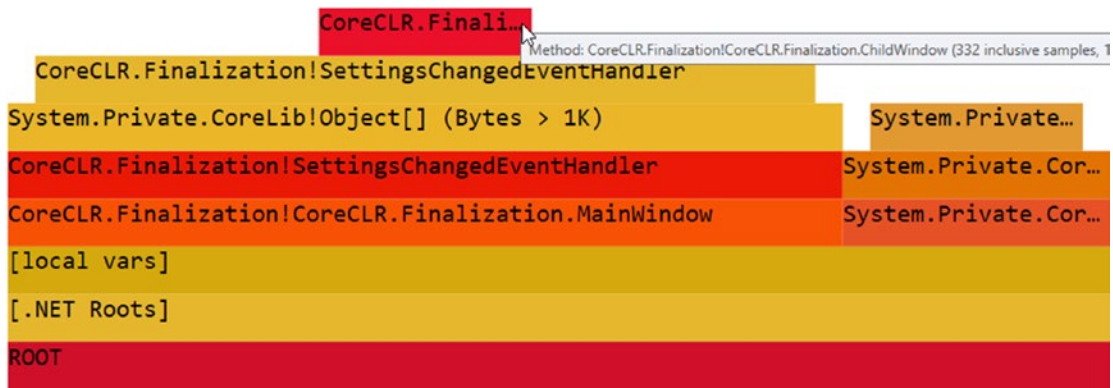 CoreCLR.Finali…
Method: CoreCLR.Finalization!CoreCLR.Finalization.ChildWindow (332 inclusive samples, 1
CoreCLR.Finalization!SettingsChangedEventHandler
System.Private.CoreLib!Object[] (Bytes > 1K)
System.Private…
CoreCLR.Finalization!SettingsChangedEventHandler
System.Private.Cor…
CoreCLR.Finalization!CoreCLR.Finalization.MainWindow
System.Private.Cor…
[local vars]
[.NET Roots]
ROOT